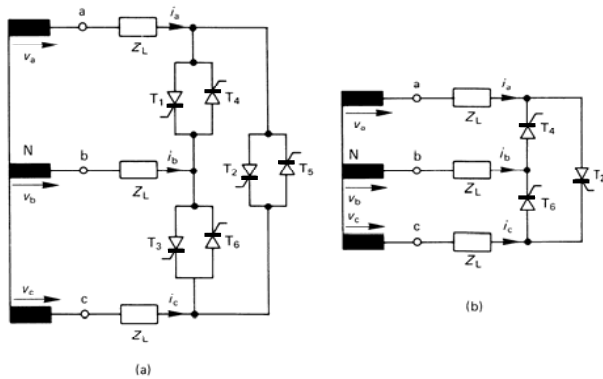 a
Z_L
i_a
v_a
T_1
T_4
N
b
Z_L
i_b
v_b
T_2
T_5
T_3
T_6
v_c
c
Z_L
i_c
(a)
a
Z_L
i_a
v_a
T_4
N
b
Z_L
i_b
v_b
T_6
v_c
c
Z_L
i_c
(b)